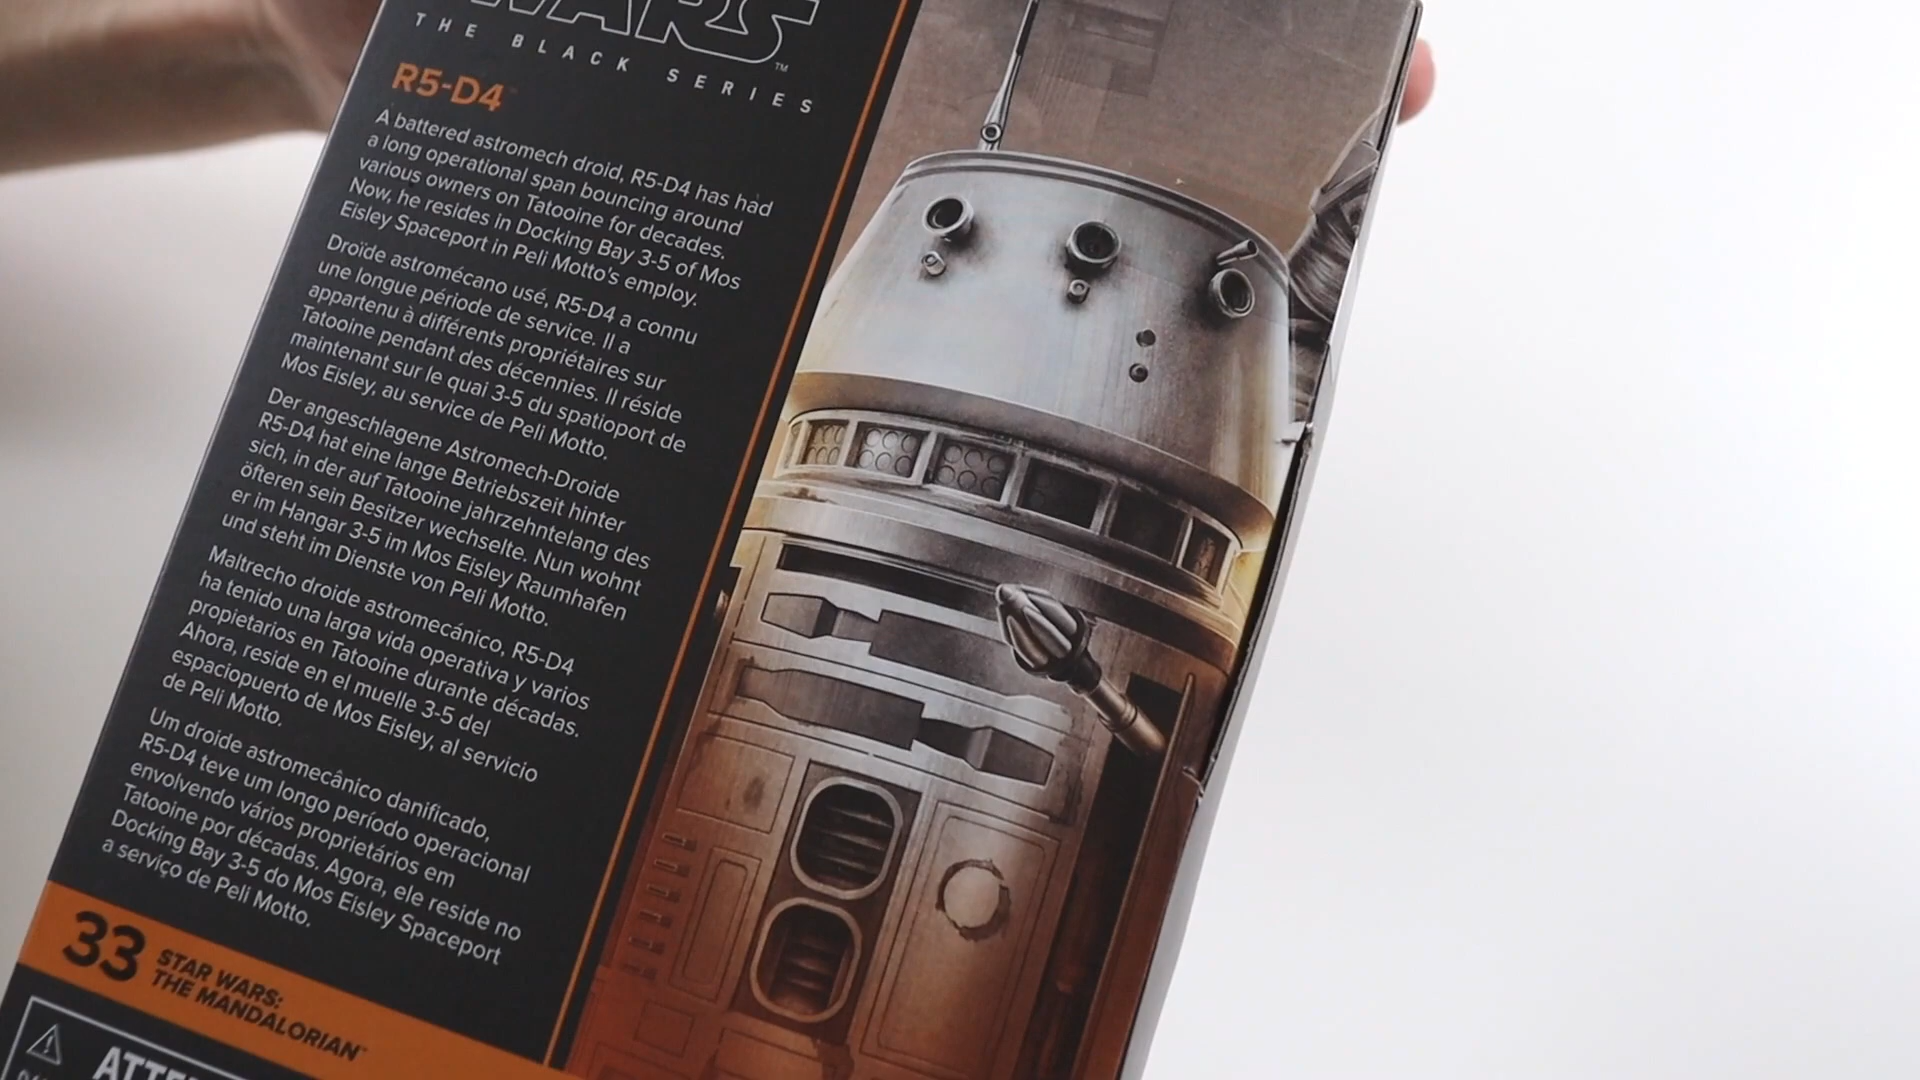 WARS™
THE BLACK SERIES
R5-D4
A battered astromech droid, R5-D4 has had
a long operational span bouncing around
various owners on Tatooine for decades.
Now, he resides in Docking Bay 3-5 of Mos
Eisley Spaceport in Peli Motto's employ.
Droïde astromécano usé, R5-D4 a connu
une longue période de service. Il a
appartenu à différents propriétaires sur
Tatooine pendant des décennies. Il réside
maintenant sur le quai 3-5 du spatioport de
Mos Eisley, au service de Peli Motto.
Der angeschlagene Astromech-Droide
R5-D4 hat eine lange Betriebszeit hinter
sich, in der auf Tatooine jahrzehntelang des
öfteren sein Besitzer wechselte. Nun wohnt
er im Hangar 3-5 im Mos Eisley Raumhafen
und steht im Dienste von Peli Motto.
Maltrecho droide astromecánico, R5-D4
ha tenido una larga vida operativa y varios
propietarios en Tatooine durante décadas.
Ahora, reside en el muelle 3-5 del
espaciopuerto de Mos Eisley, al servicio
de Peli Motto.
Um droide astromecânico danificado,
R5-D4 teve um longo período operacional
envolvendo vários proprietários em
Tatooine por décadas. Agora, ele reside no
Docking Bay 3-5 do Mos Eisley Spaceport
a serviço de Peli Motto.
33
STAR WARS:
THE MANDALORIAN™